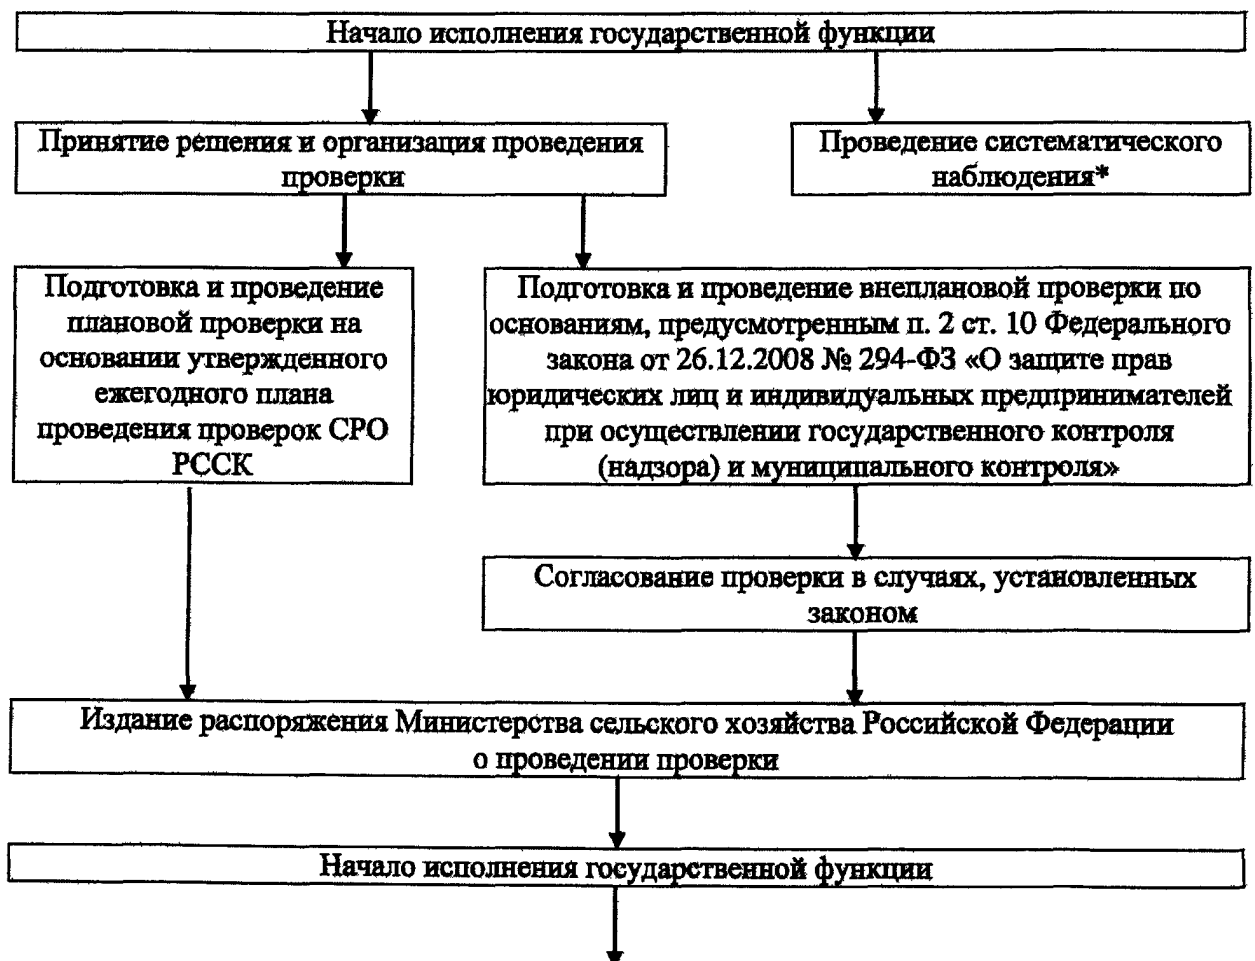 Начало исполнения государственной функции
Принятие решения и организация проведения
проверки
Проведение систематического
наблюдения*
Подготовка и проведение
плановой проверки на
основании утвержденного
ежегодного плана
проведения проверок СРО
РССК
Подготовка и проведение внеплановой проверки по
основаниям, предусмотренным п. 2 ст. 10 Федерального
закона от 26.12.2008 № 294-ФЗ «О защите прав
юридических лиц и индивидуальных предпринимателей
при осуществлении государственного контроля
(надзора) и муниципального контроля»
Согласование проверки в случаях, установленных
законом
Издание распоряжения Министерства сельского хозяйства Российской Федерации
о проведении проверки
Начало исполнения государственной функции